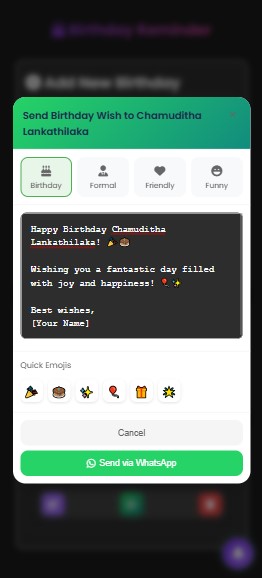 Birthday Reminder
Add New Birthday
Send Birthday Wish to Chamuditha
Lankathilaka
Birthday
Formal
Friendly
Funny
Happy Birthday Chamuditha
Lankathilaka! 🎉🎂
Wishing you a fantastic day filled
with joy and happiness! 🎈✨
Best wishes,
[Your Name]
Quick Emojis
🎉 🎂 ✨ 🎈 🎁 🌟
Cancel
Send via WhatsApp